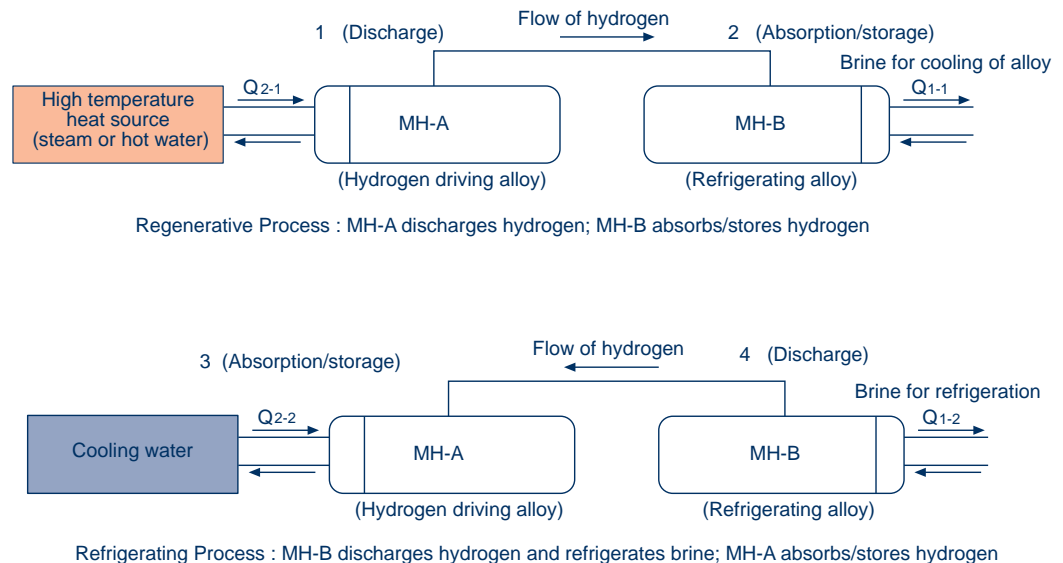 Flow of hydrogen
1 (Discharge)
2 (Absorption/storage)
Brine for cooling of alloy
High temperature
heat source
(steam or hot water)
Q2-1
MH-A
MH-B
Q1-1
(Hydrogen driving alloy)
(Refrigerating alloy)
Regenerative Process : MH-A discharges hydrogen; MH-B absorbs/stores hydrogen
3 (Absorption/storage)
Flow of hydrogen
4 (Discharge)
Brine for refrigeration
Cooling water
Q2-2
MH-A
MH-B
Q1-2
(Hydrogen driving alloy)
(Refrigerating alloy)
Refrigerating Process : MH-B discharges hydrogen and refrigerates brine; MH-A absorbs/stores hydrogen